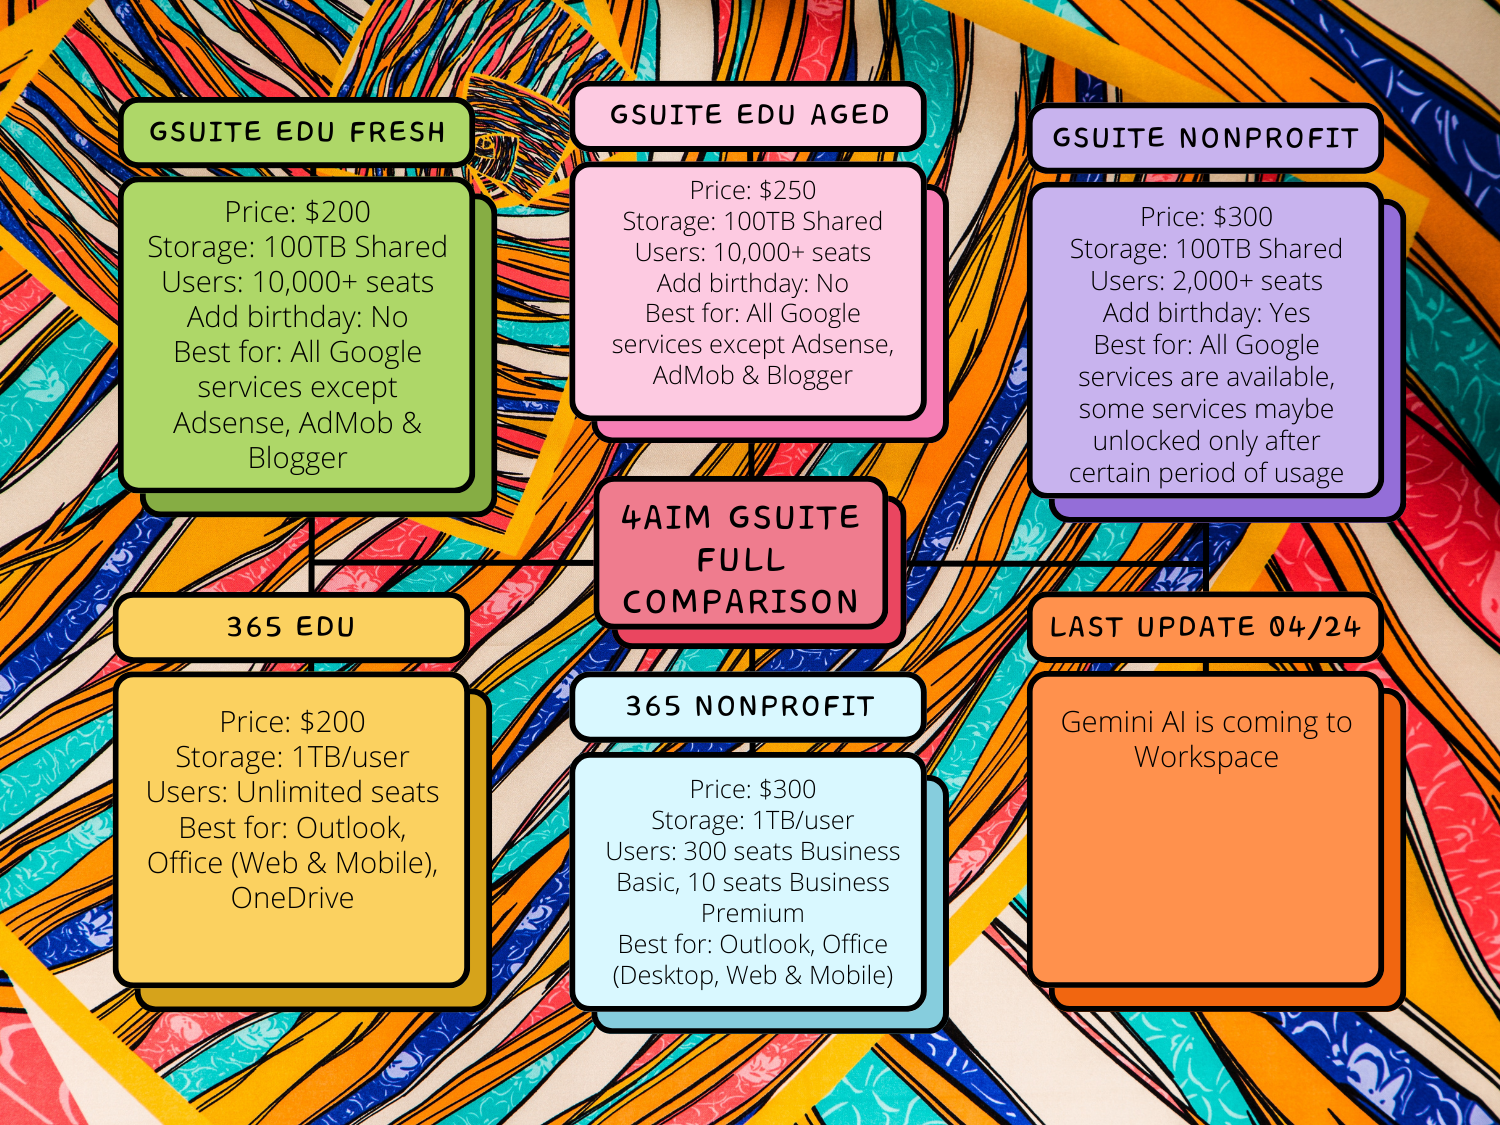 GSUITE EDU FRESH
Price: $200
Storage: 100TB Shared
Users: 10,000+ seats
Add birthday: No
Best for: All Google
services except
Adsense, AdMob &
Blogger
GSUITE EDU AGED
Price: $250
Storage: 100TB Shared
Users: 10,000+ seats
Add birthday: No
Best for: All Google
services except Adsense,
AdMob & Blogger
GSUITE NONPROFIT
Price: $300
Storage: 100TB Shared
Users: 2,000+ seats
Add birthday: Yes
Best for: All Google
services are available,
some services maybe
unlocked only after
certain period of usage
4AIM GSUITE
FULL
COMPARISON
365 EDU
Price: $200
Storage: 1TB/user
Users: Unlimited seats
Best for: Outlook,
Office (Web & Mobile),
OneDrive
365 NONPROFIT
Price: $300
Storage: 1TB/user
Users: 300 seats Business
Basic, 10 seats Business
Premium
Best for: Outlook, Office
(Desktop, Web & Mobile)
LAST UPDATE 04/24
Gemini AI is coming to
Workspace